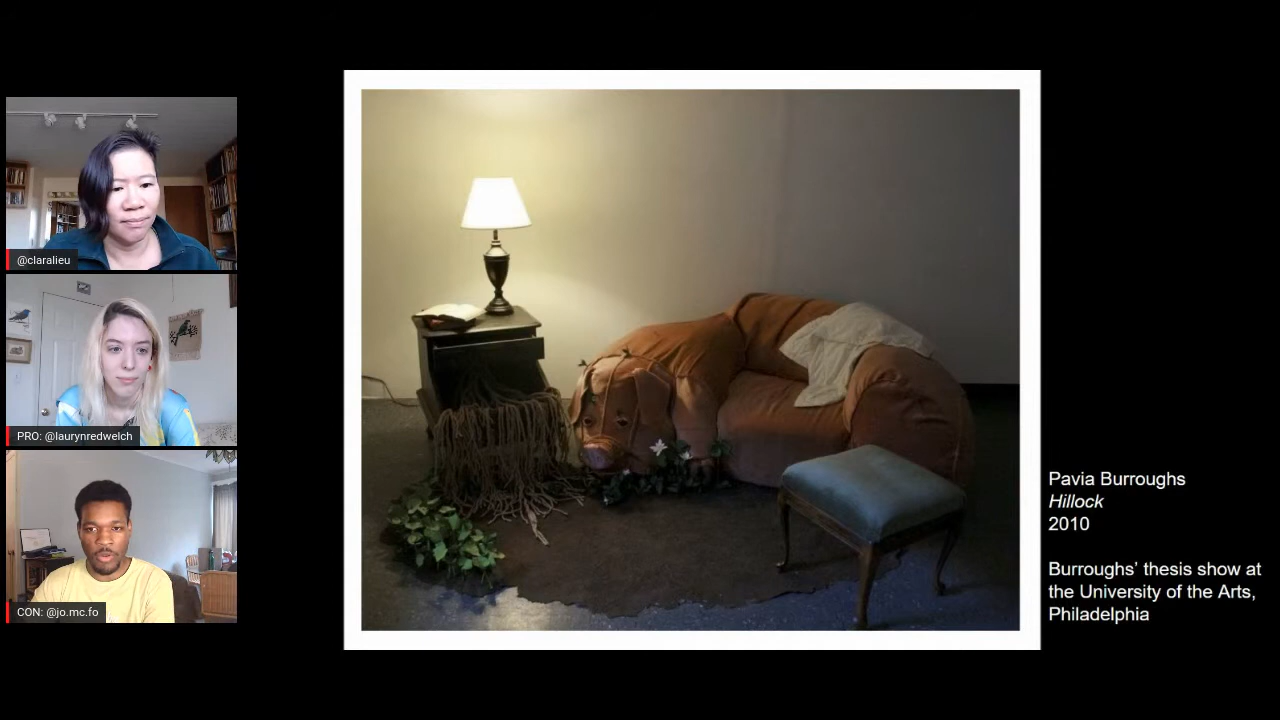 @claralieu
PRO: @laurynredwelch
CON: @jo.mc.fo
Pavia Burroughs
Hillock
2010
Burroughs' thesis show at
the University of the Arts,
Philadelphia